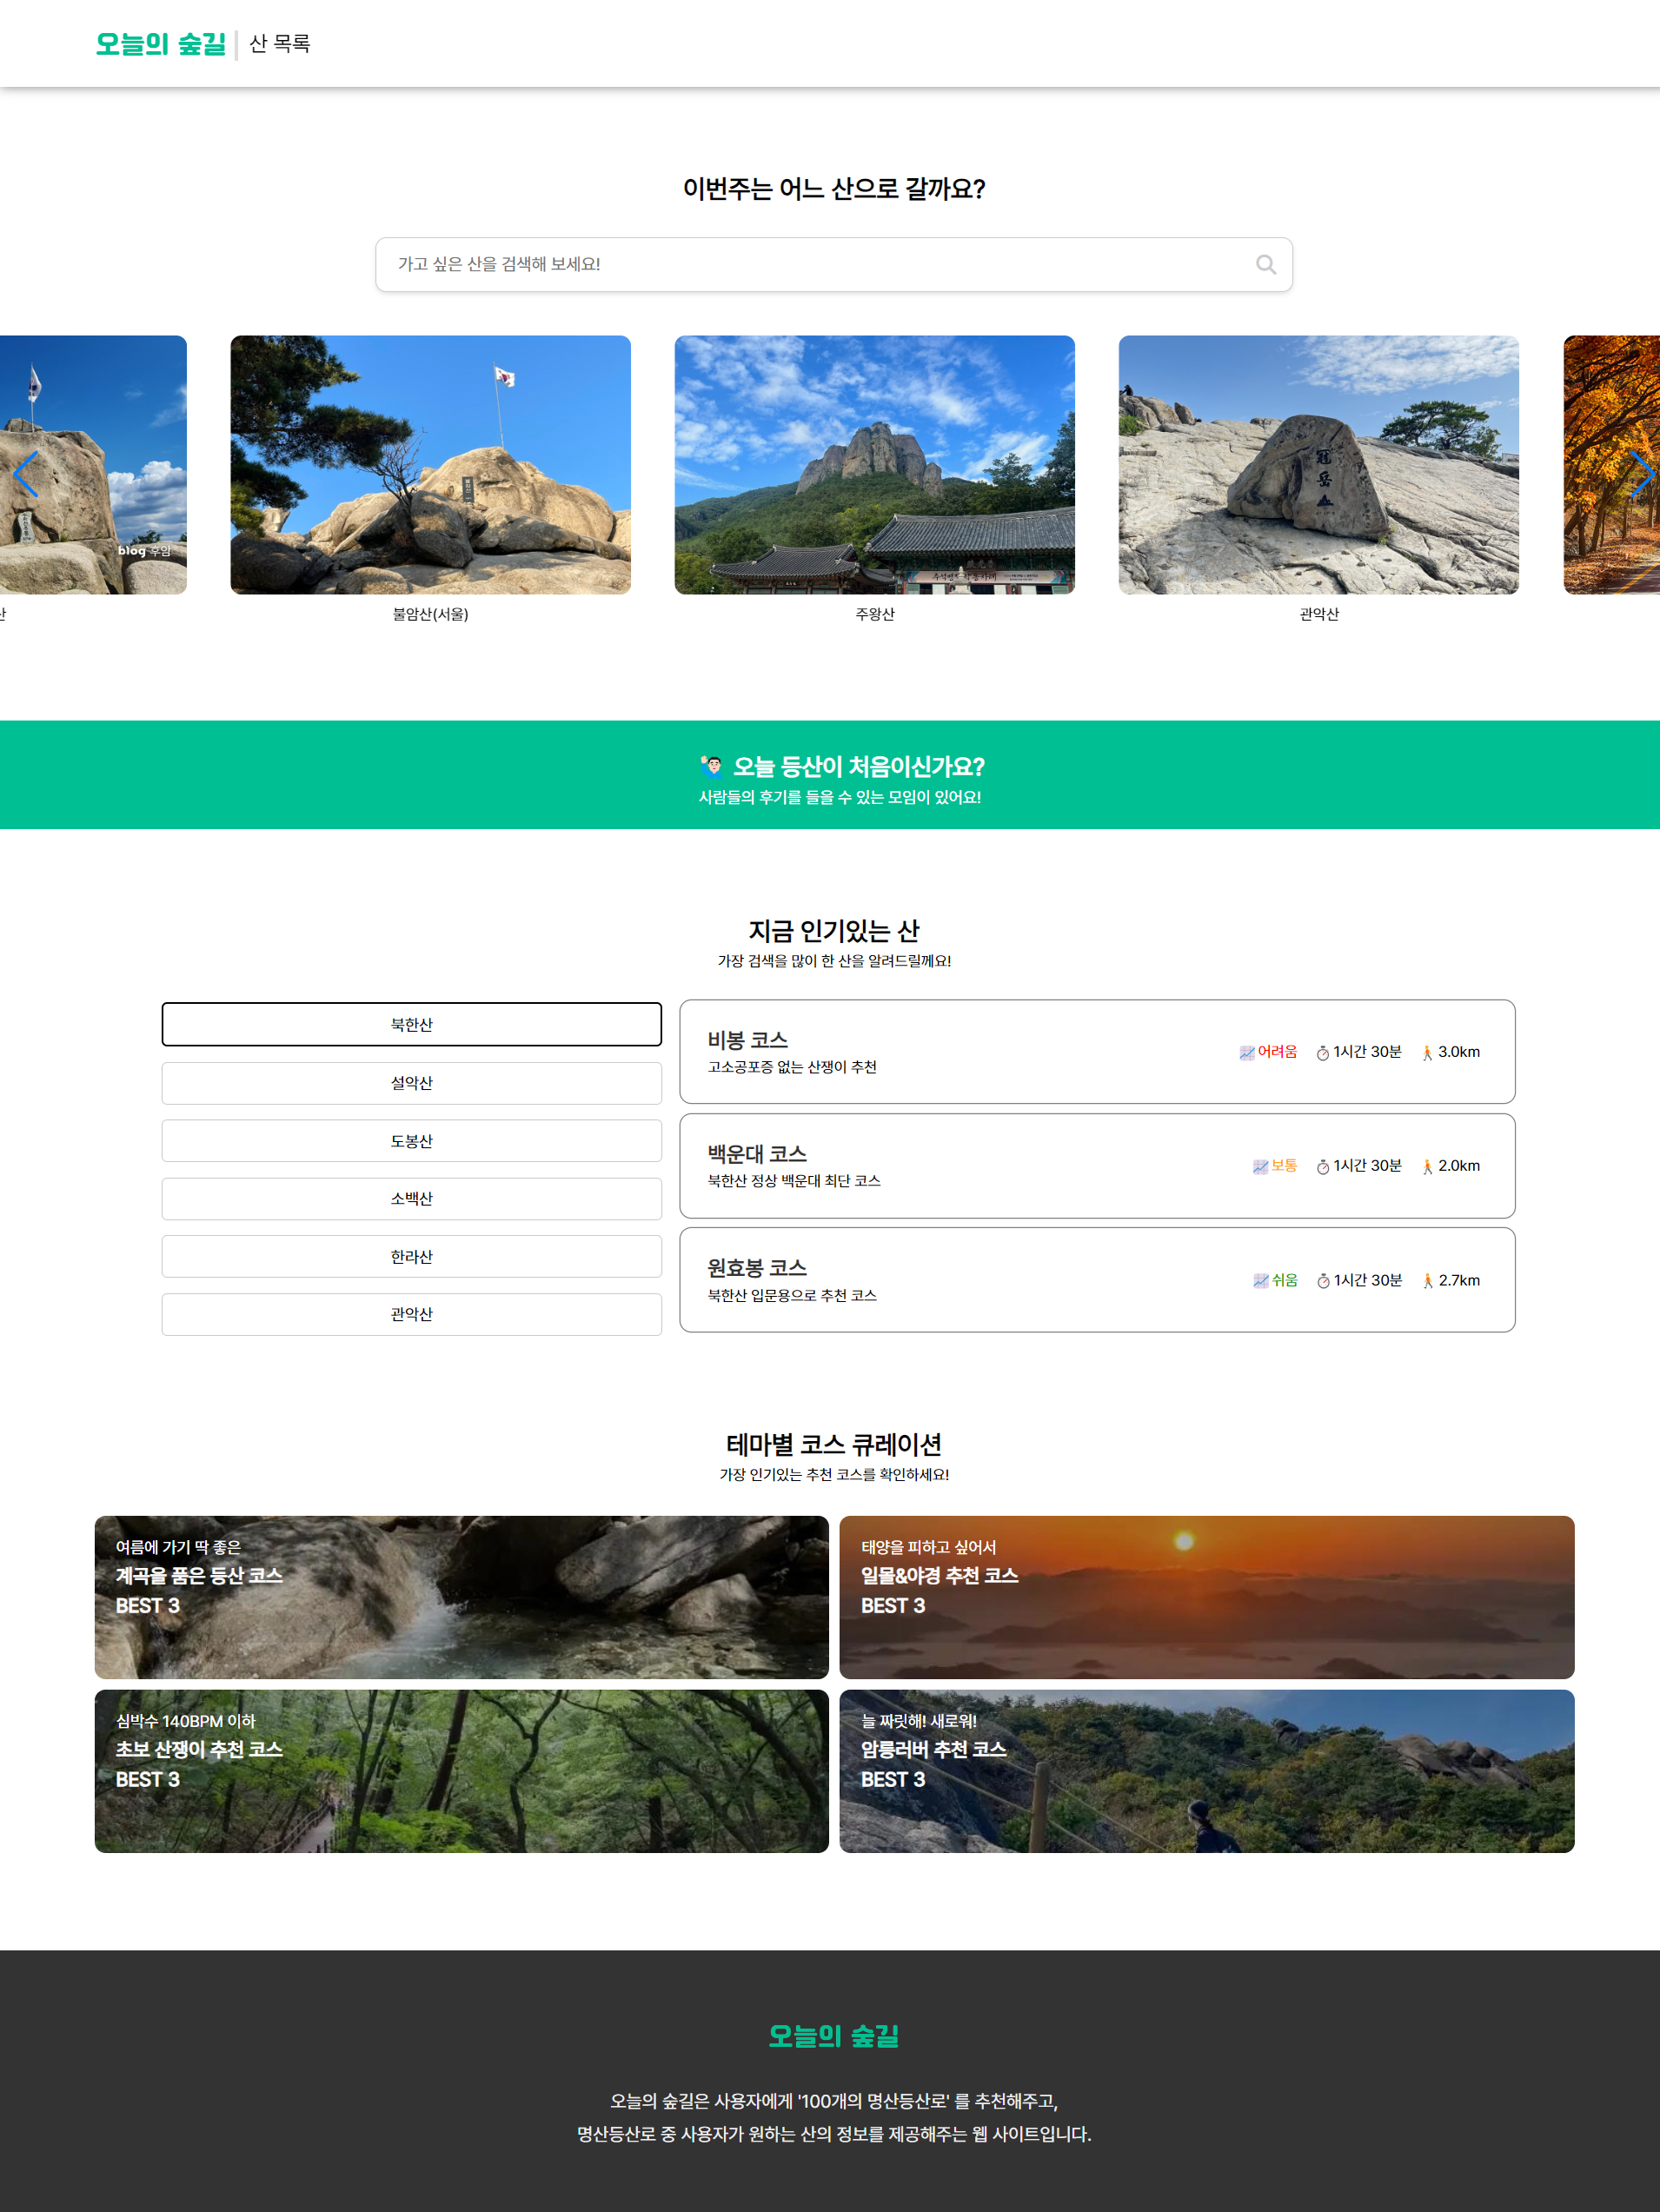 오늘의 숲길
산 목록
이번주는 어느 산으로 갈까요?
가고 싶은 산을 검색해 보세요!
blog 후암
冠岳山
산
불암산(서울)
주왕산
관악산
오늘 등산이 처음이신가요?
사람들의 후기를 들을 수 있는 모임이 있어요!
지금 인기있는 산
가장 검색을 많이 한 산을 알려드릴께요!
북한산
설악산
도봉산
소백산
한라산
관악산
비봉 코스
고소공포증 없는 산쟁이 추천
어려움 1시간 30분 3.0km
백운대 코스
북한산 정상 백운대 최단 코스
보통 1시간 30분 2.0km
원효봉 코스
북한산 입문용으로 추천 코스
쉬움 1시간 30분 2.7km
테마별 코스 큐레이션
가장 인기있는 추천 코스를 확인하세요!
여름에 가기 딱 좋은
계곡을 품은 등산 코스
BEST 3
태양을 피하고 싶어서
일몰&야경 추천 코스
BEST 3
심박수 140BPM 이하
초보 산쟁이 추천 코스
BEST 3
늘 짜릿해! 새로워!
암릉러버 추천 코스
BEST 3
오늘의 숲길
오늘의 숲길은 사용자에게 '100개의 명산등산로' 를 추천해주고,
명산등산로 중 사용자가 원하는 산의 정보를 제공해주는 웹 사이트입니다.